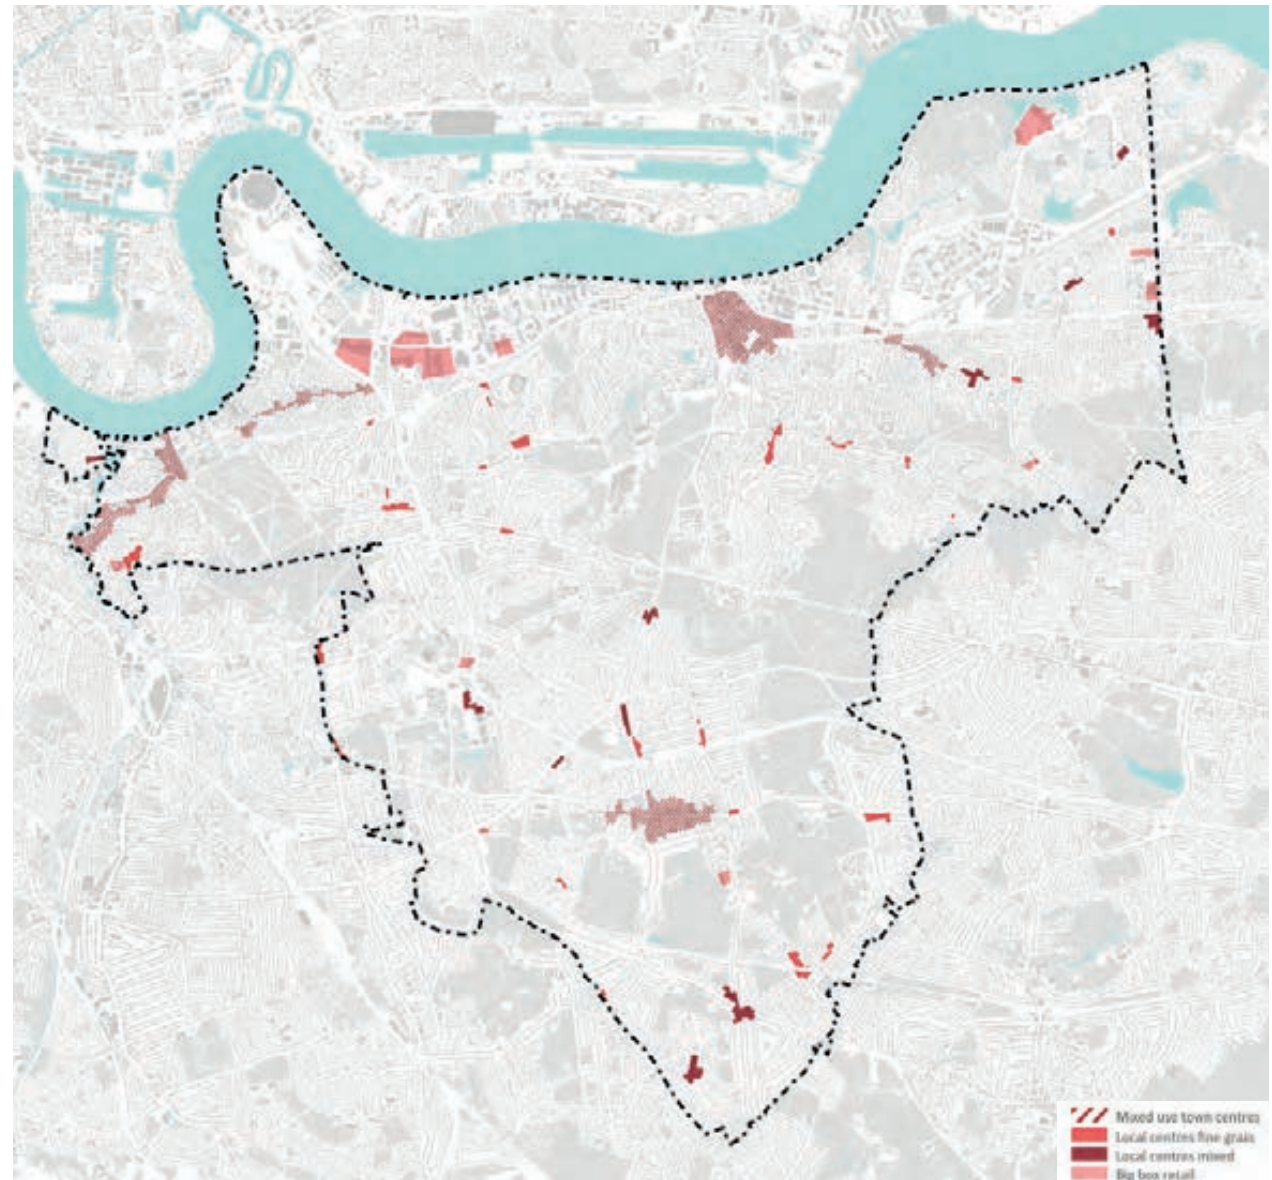 Mixed use town centres
Local centres fine grain
Local centres mixed
Big box retail